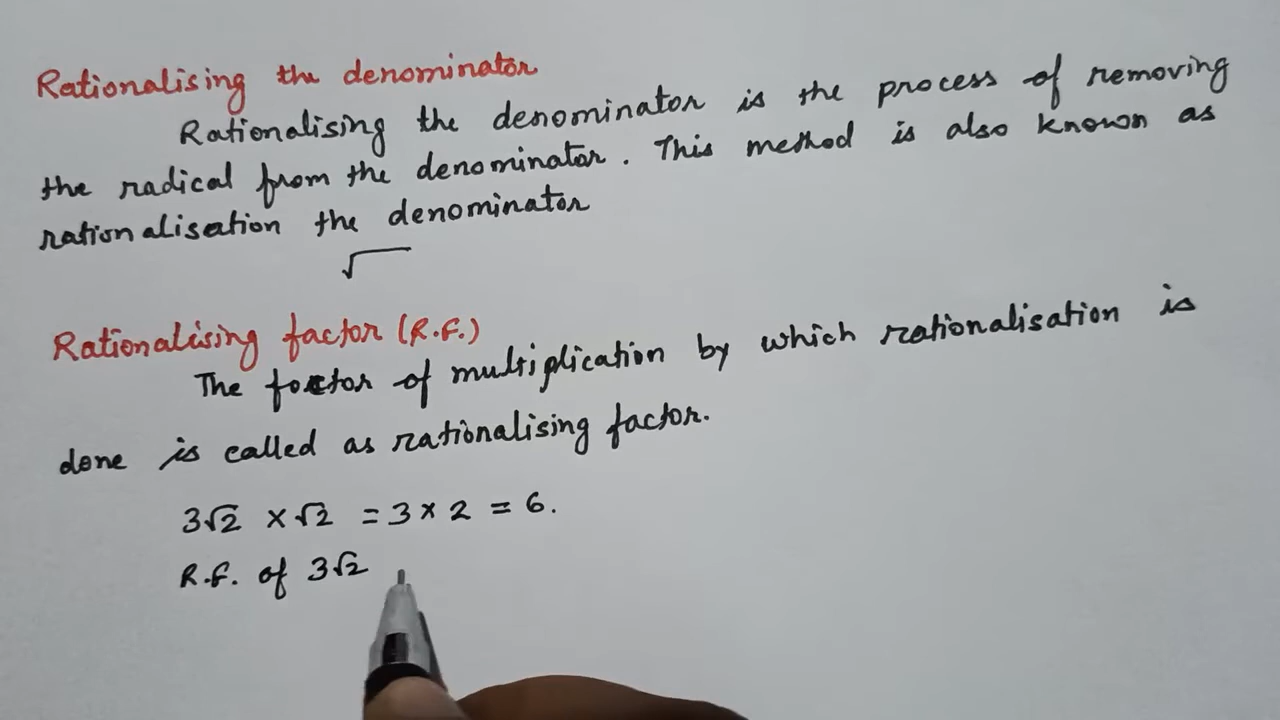 Rationalising the denominator
Rationalising the denominator is the process of removing
the radical from the denominator. This method is also known as
rationalisation the denominator
√
Rationalising factor (R.F.)
The factor of multiplication by which rationalisation is
done is called as rationalising factor.
3√2 × √2 = 3 × 2 = 6.
R.F. of 3√2